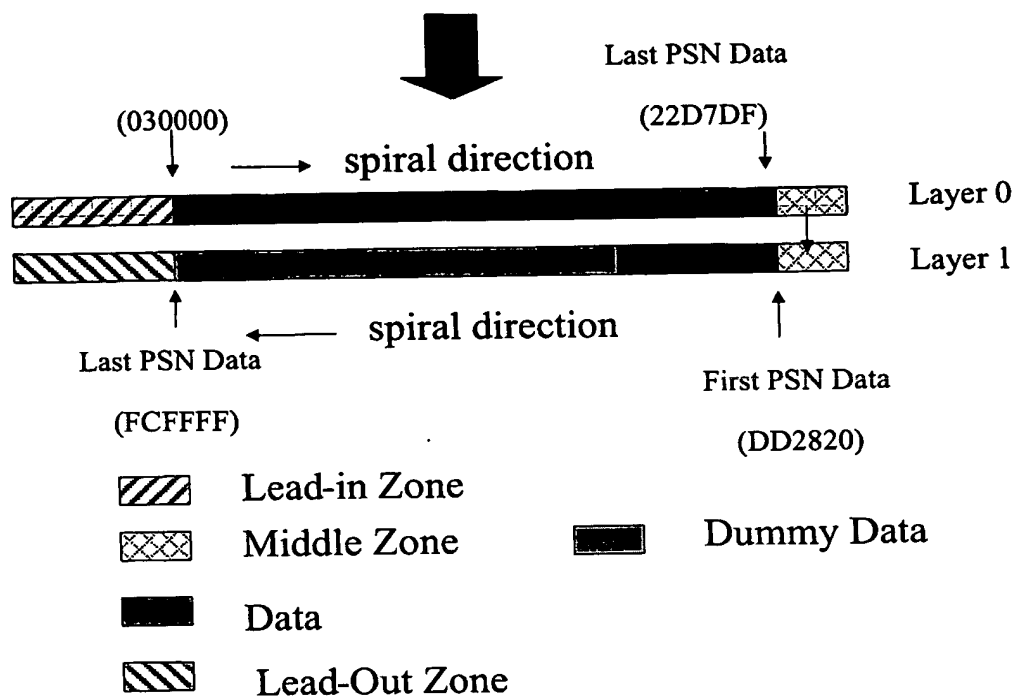 Last PSN Data
(030000)
(22D7DF)
spiral direction
Layer 0
Layer 1
spiral direction
Last PSN Data
First PSN Data
(FCFFFF)
(DD2820)
Lead-in Zone
Middle Zone
Dummy Data
Data
Lead-Out Zone